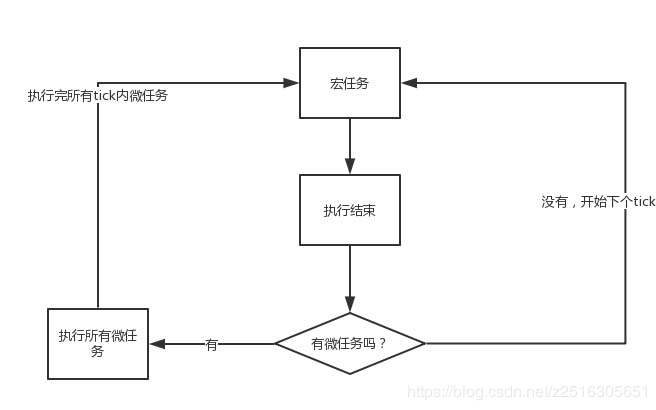 宏任务
执行完所有tick内微任务
执行结束
没有，开始下个tick
执行所有微任
务
有
有微任务吗？
https://blog.csdn.net/z2516305651